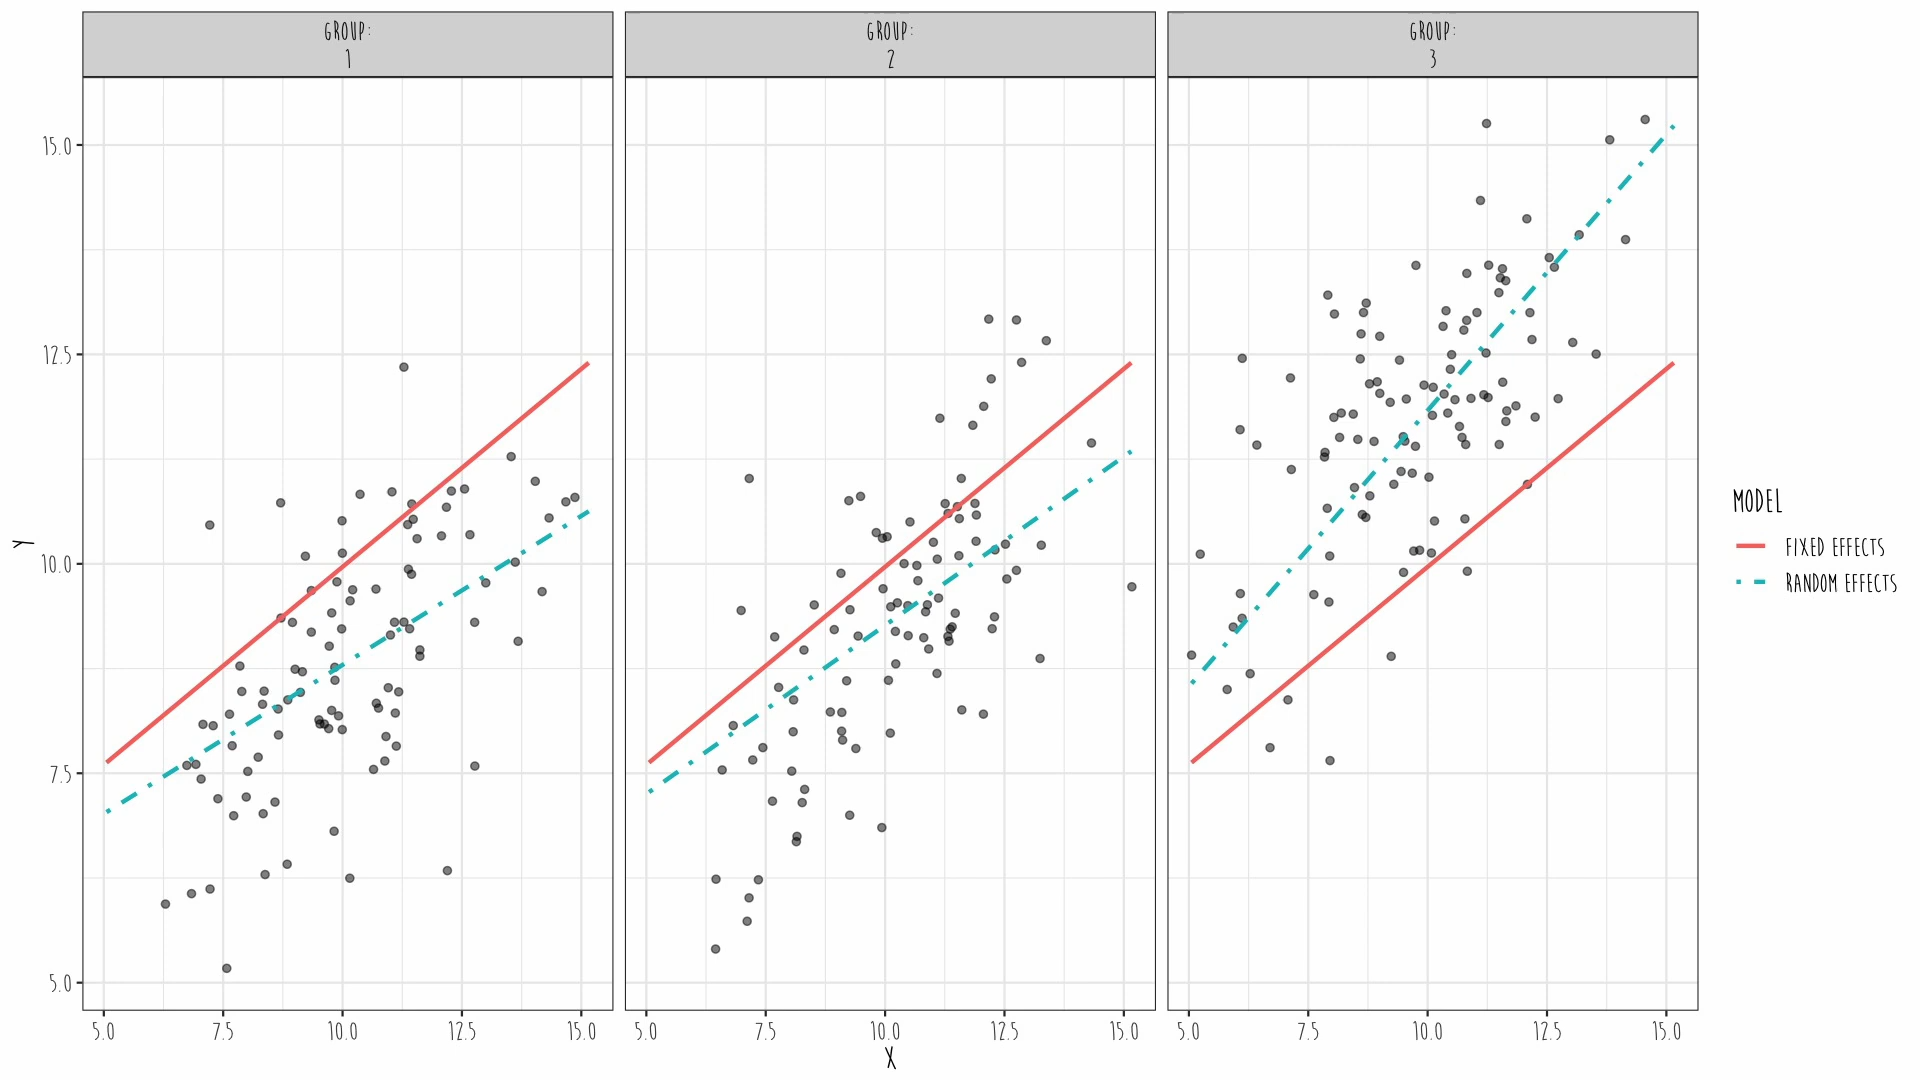 GROUP:
1
GROUP:
2
GROUP:
3
15.0
12.5
10.0
7.5
5.0
Y
5.0 7.5 10.0 12.5 15.0
5.0 7.5 10.0 12.5 15.0
5.0 7.5 10.0 12.5 15.0
X
MODEL
FIXED EFFECTS
RANDOM EFFECTS